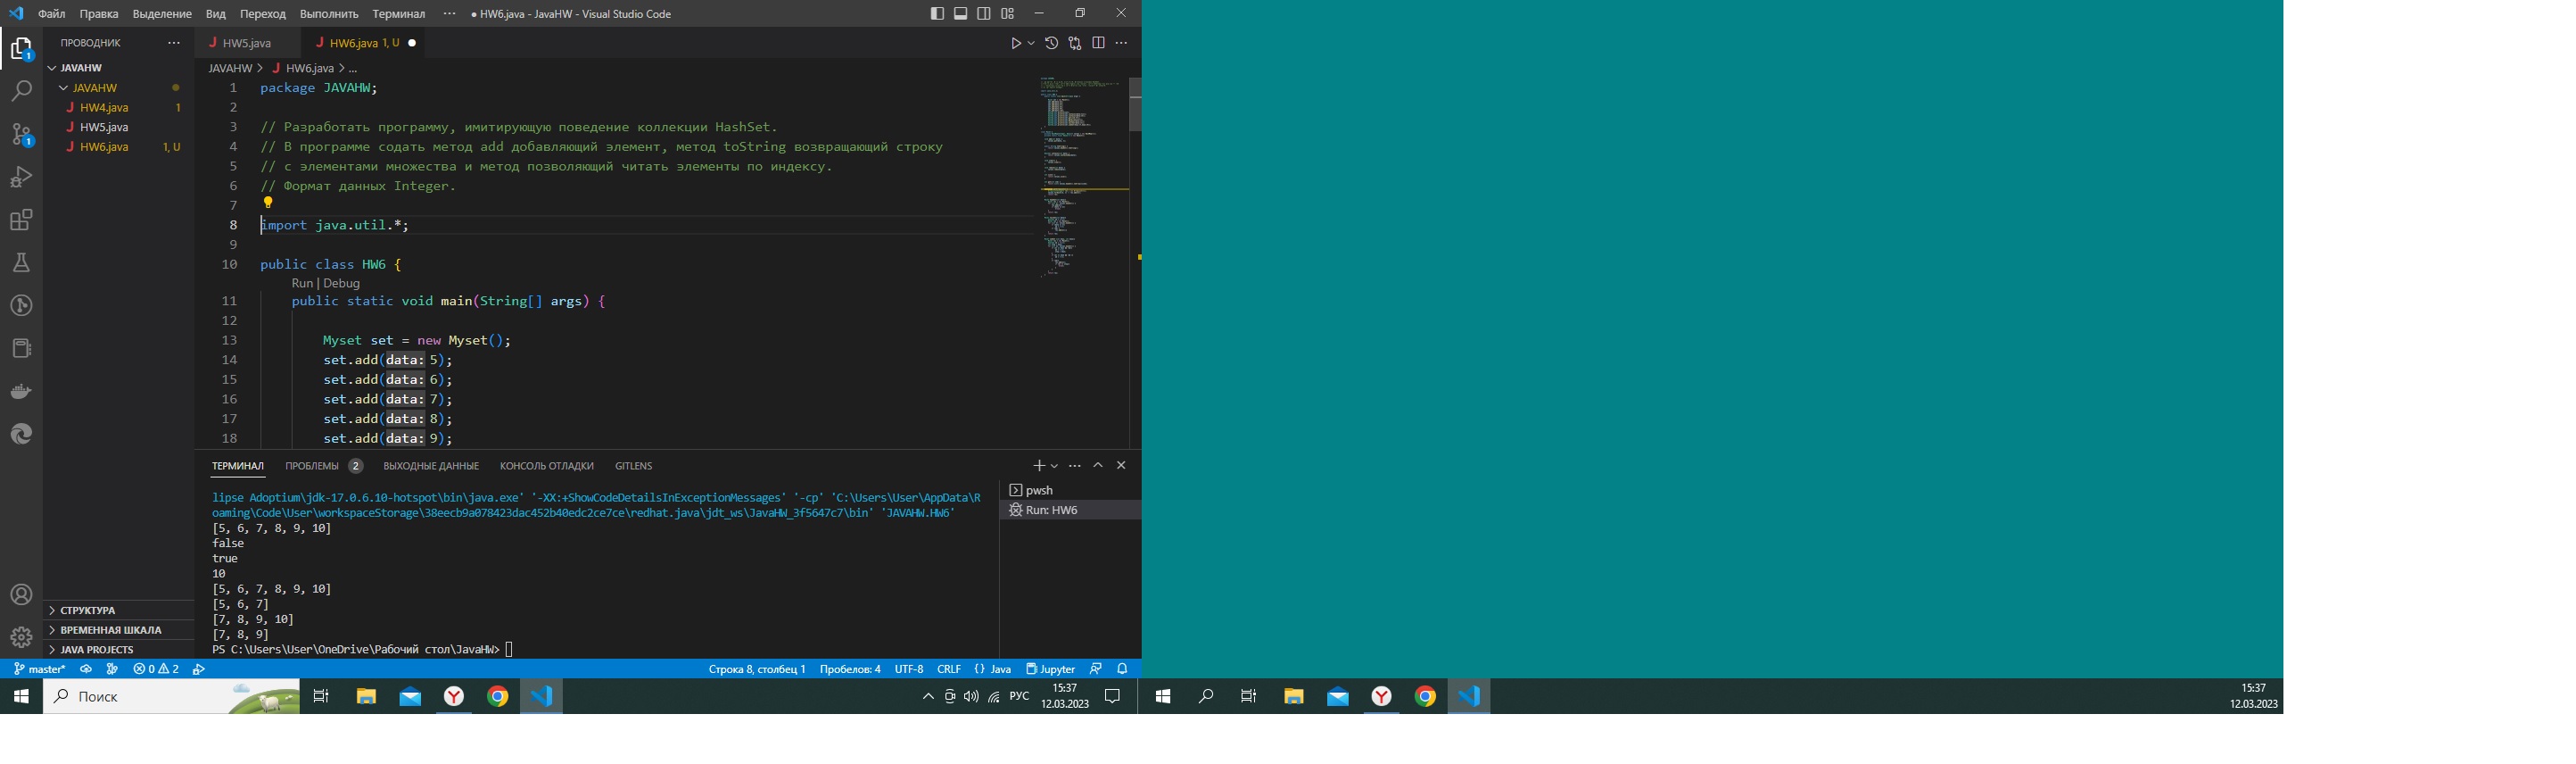 Файл Правка Выделение Вид Переход Выполнить Терминал ··· ● HW6.java - JavaHW - Visual Studio Code
ПРОВОДНИК ···
JAVAHW
JAVAHW
HW4.java 1
HW5.java
HW6.java 1, U
СТРУКТУРА
ВРЕМЕННАЯ ШКАЛА
JAVA PROJECTS
1
1
J HW5.java J HW6.java 1, U ●
JAVAHW > J HW6.java > ...
1 package JAVAHW;
2
3 // Разработать программу, имитирующую поведение коллекции HashSet.
4 // В программе содать метод add добавляющий элемент, метод toString возвращающий строку
5 // с элементами множества и метод позволяющий читать элементы по индексу.
6 // Формат данных Integer.
7
8 import java.util.*;
9
10 public class HW6 {
Run | Debug
11 public static void main(String[] args) {
12
13 Myset set = new Myset();
14 set.add(data: 5);
15 set.add(data: 6);
16 set.add(data: 7);
17 set.add(data: 8);
18 set.add(data: 9);
ТЕРМИНАЛ ПРОБЛЕМЫ 2 ВЫХОДНЫЕ ДАННЫЕ КОНСОЛЬ ОТЛАДКИ GITLENS
lipse Adoptium\jdk-17.0.6.10-hotspot\bin\java.exe' '-XX:+ShowCodeDetailsInExceptionMessages' '-cp' 'C:\Users\User\AppData\R
oaming\Code\User\workspaceStorage\38eecb9a078423dac452b40edc2ce7ce\redhat.java\jdt_ws\JavaHW_3f5647c7\bin' 'JAVAHW.HW6'
[5, 6, 7, 8, 9, 10]
false
true
10
[5, 6, 7, 8, 9, 10]
[5, 6, 7]
[7, 8, 9, 10]
[7, 8, 9]
PS C:\Users\User\OneDrive\Рабочий стол\JavaHW>
pwsh
Run: HW6
master* 0 2 Строка 8, столбец 1 Пробелов: 4 UTF-8 CRLF {} Java Jupyter
Поиск РУС 15:37
12.03.2023
15:37
12.03.2023